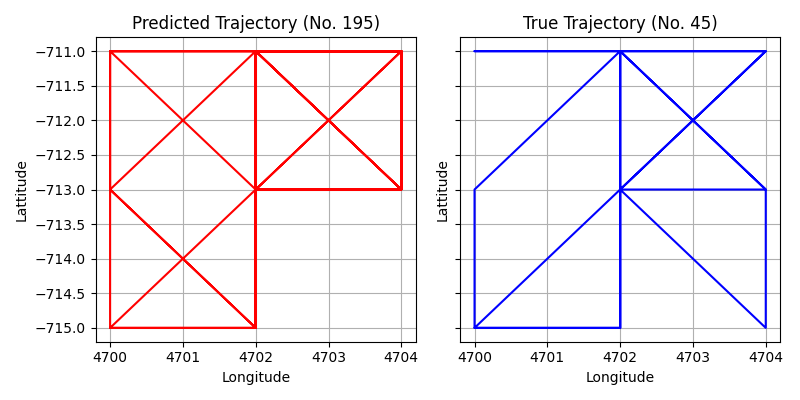 Predicted Trajectory (No. 195)
True Trajectory (No. 45)
Lattitude
−711.0
−711.5
−712.0
−712.5
−713.0
−713.5
−714.0
−714.5
−715.0
4700 4701 4702 4703 4704
Longitude
Lattitude
4700 4701 4702 4703 4704
Longitude